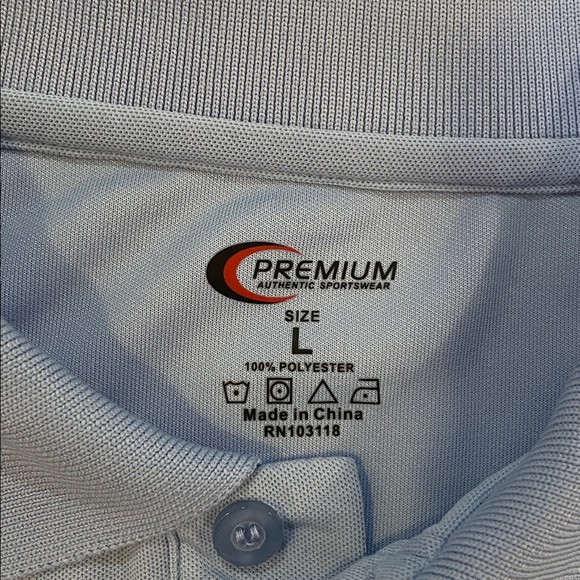 PREMIUM
AUTHENTIC SPORTSWEAR
SIZE
L
100% POLYESTER
Made in China
RN103118